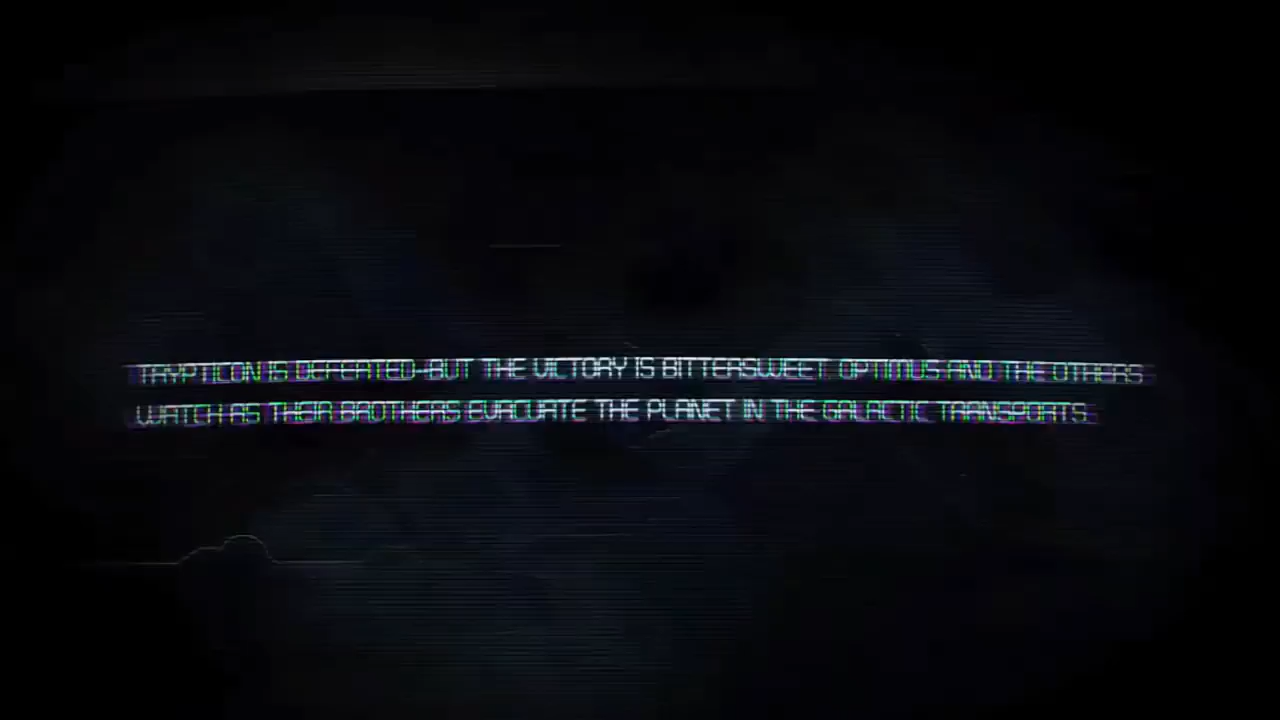 TRYPTICON IS DEFEATED-BUT THE VICTORY IS BITTERSWEET. OPTIMUS AND THE OTHERS
WATCH AS THEIR BROTHERS EVACUATE THE PLANET IN THE GALACTIC TRANSPORTS.